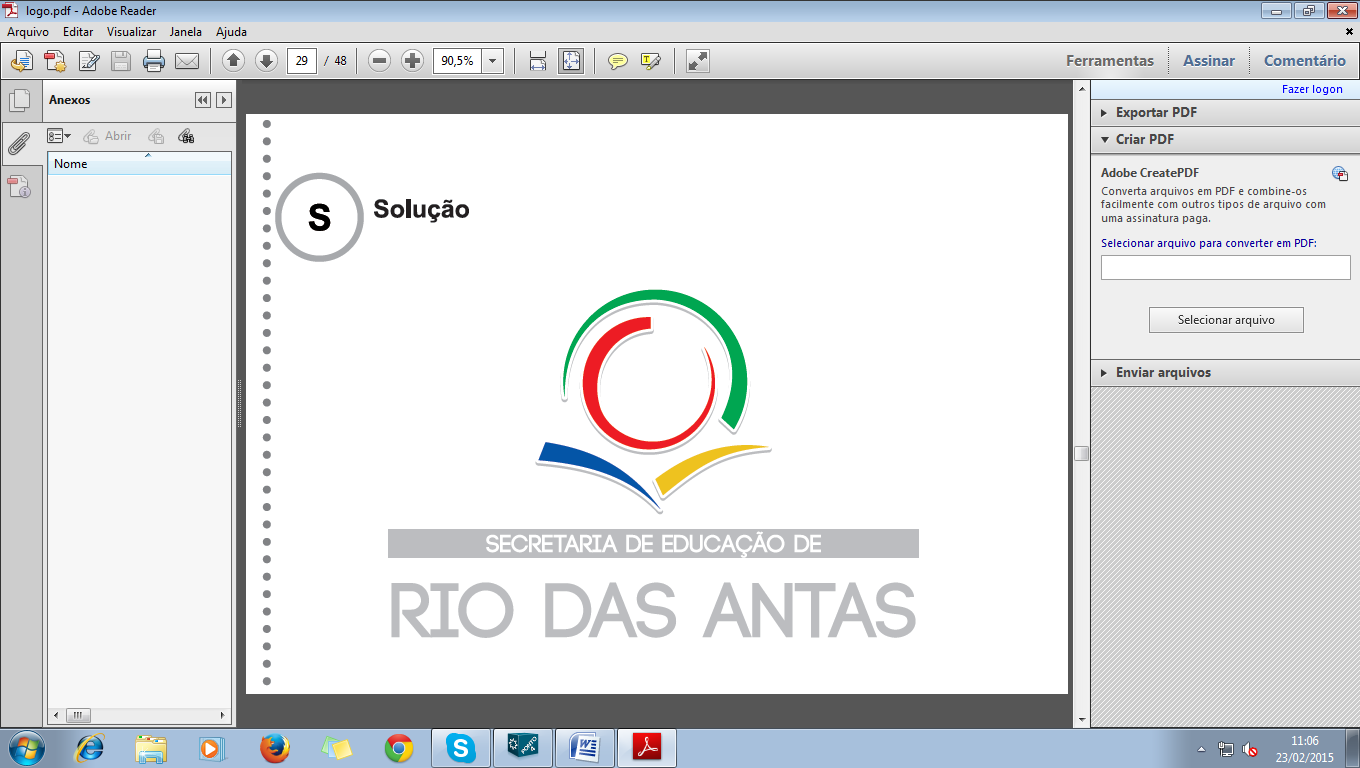 logo.pdf - Adobe Reader
Arquivo Editar Visualizar Janela Ajuda
29 / 48 90,5%
Ferramentas Assinar Comentário
Fazer logon
Anexos
Abrir
Nome
S
Solução
SECRETARIA DE EDUCAÇÃO DE
RIO DAS ANTAS
Exportar PDF
Criar PDF
Adobe CreatePDF
Converta arquivos em PDF e combine-os
facilmente com outros tipos de arquivo com
uma assinatura paga.
Selecionar arquivo para converter em PDF:
Selecionar arquivo
Enviar arquivos
11:06
23/02/2015